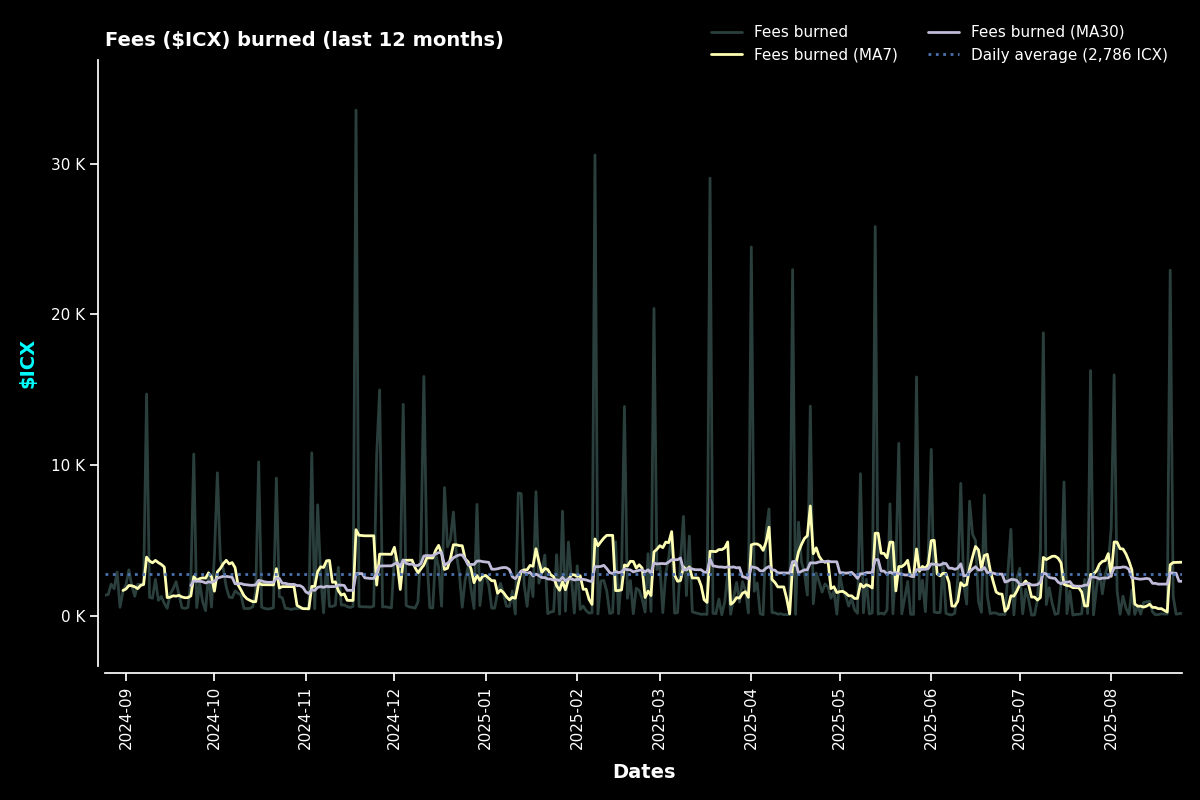 Fees ($ICX) burned (last 12 months)
Fees burned
Fees burned (MA7)
Fees burned (MA30)
Daily average (2,786 ICX)
$ICX
30 K
20 K
10 K
0 K
2024-09
2024-10
2024-11
2024-12
2025-01
2025-02
2025-03
2025-04
2025-05
2025-06
2025-07
2025-08
Dates